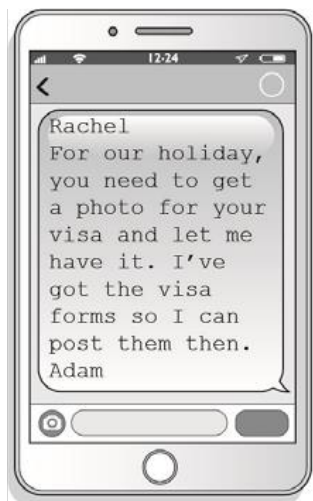 12:24
Rachel
For our holiday,
you need to get
a photo for your
visa and let me
have it. I've
got the visa
forms so I can
post them then.
Adam